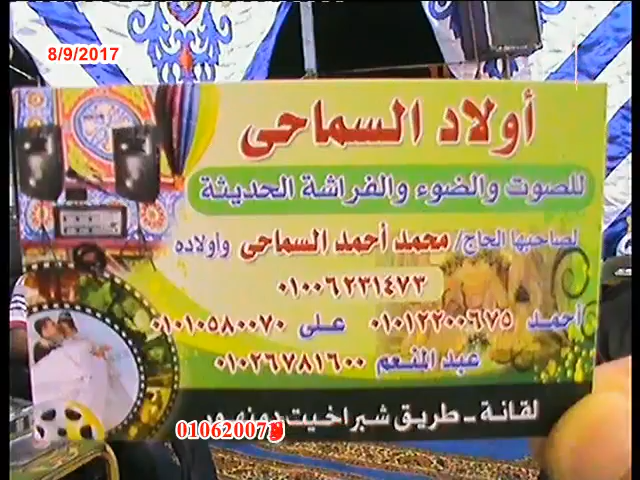 8/9/2017
أولاد السماحى
للصوت والضوء والفراشة الحديثة
لصاحبها الحاج/ محمد أحمد السماحى وأولاده
٠١٠٠٦٢٣١٤٧٣
أحمد ٠١٠١٢٢٠٠٦٧٥ على ٠١٠١٠٥٨٠٠٧٠
عبد المنعم ٠١٠٢٦٧٨١٦٠٠
لقانة - طريق شبراخيت دمنهور
01062007